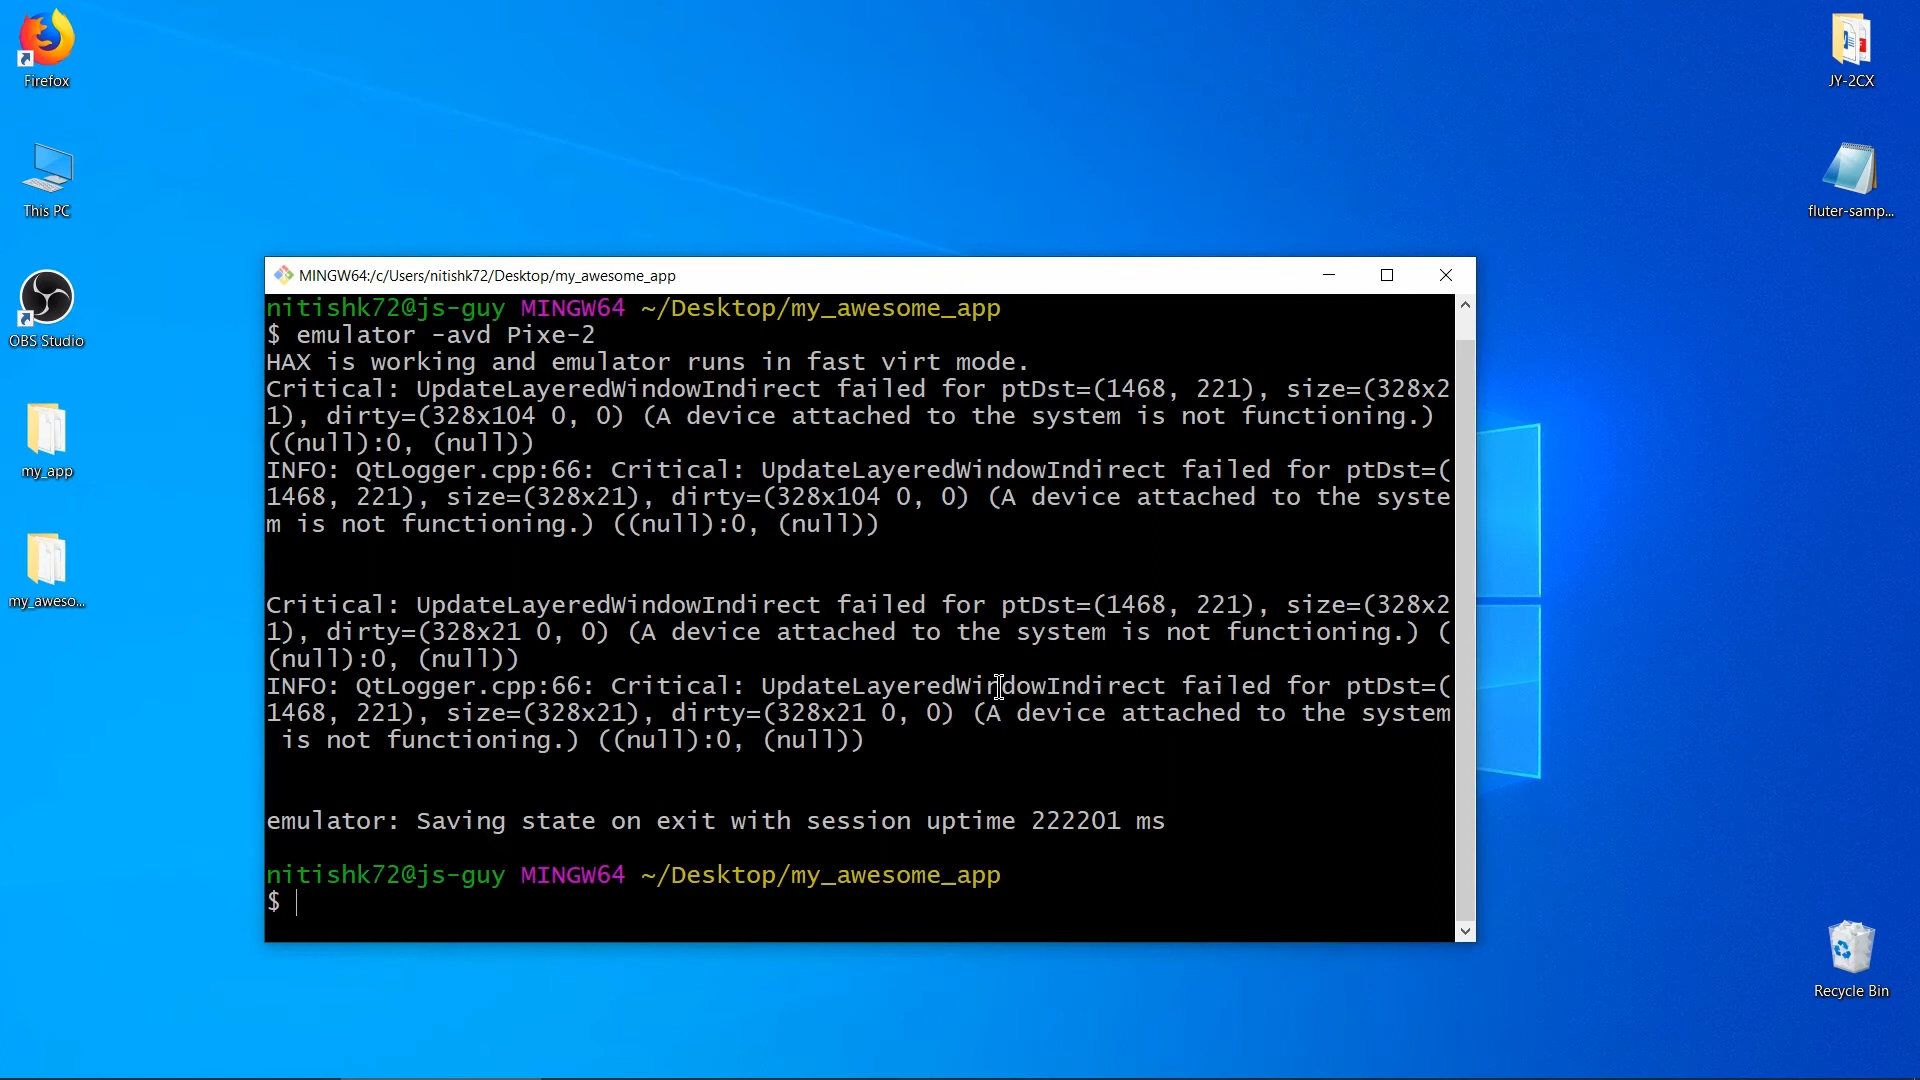 Firefox
This PC
OBS Studio
my_app
my_aweso...
JY-2CX
fluter-samp...
Recycle Bin
MINGW64:/c/Users/nitishk72/Desktop/my_awesome_app
nitishk72@js-guy MINGW64 ~/Desktop/my_awesome_app
$ emulator -avd Pixe-2
HAX is working and emulator runs in fast virt mode.
Critical: UpdateLayeredWindowIndirect failed for ptDst=(1468, 221), size=(328x2
1), dirty=(328x104 0, 0) (A device attached to the system is not functioning.)
((null):0, (null))
INFO: QtLogger.cpp:66: Critical: UpdateLayeredWindowIndirect failed for ptDst=(
1468, 221), size=(328x21), dirty=(328x104 0, 0) (A device attached to the syste
m is not functioning.) ((null):0, (null))
Critical: UpdateLayeredWindowIndirect failed for ptDst=(1468, 221), size=(328x2
1), dirty=(328x21 0, 0) (A device attached to the system is not functioning.) (
(null):0, (null))
INFO: QtLogger.cpp:66: Critical: UpdateLayeredWindowIndirect failed for ptDst=(
1468, 221), size=(328x21), dirty=(328x21 0, 0) (A device attached to the system
is not functioning.) ((null):0, (null))
emulator: Saving state on exit with session uptime 222201 ms
nitishk72@js-guy MINGW64 ~/Desktop/my_awesome_app
$